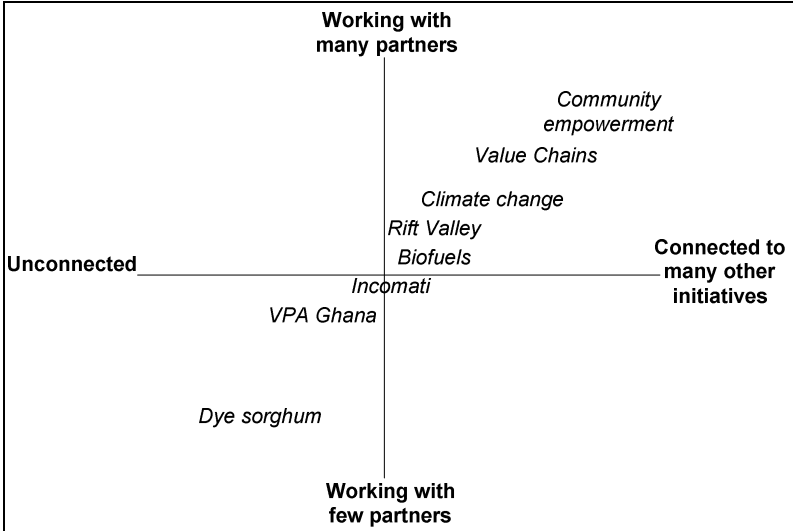 Working with
many partners
Community
empowerment
Value Chains
Climate change
Rift Valley
Biofuels
Unconnected
Connected to
many other
initiatives
Incomati
VPA Ghana
Dye sorghum
Working with
few partners